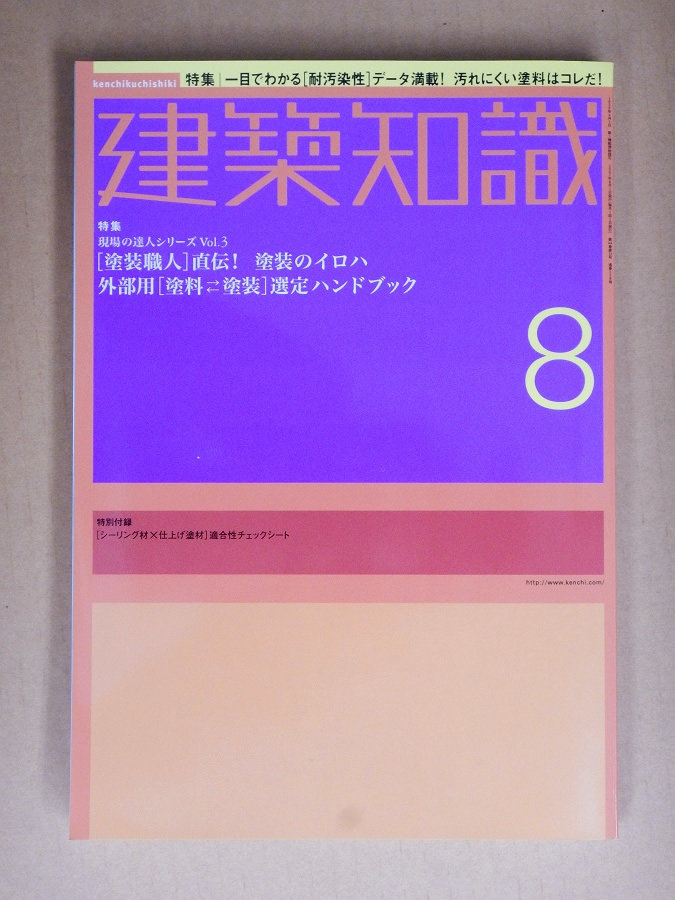 kenchikuchishiki
特集｜一目でわかる[耐汚染性]データ満載！ 汚れにくい塗料はコレだ！
建築知識
特集
現場の達人シリーズ Vol.3
[塗装職人]直伝！ 塗装のイロハ
外部用[塗料⇄塗装]選定ハンドブック
8
特別付録
[シーリング材×仕上げ塗材]適合性チェックシート
http://www.kenchi.com/